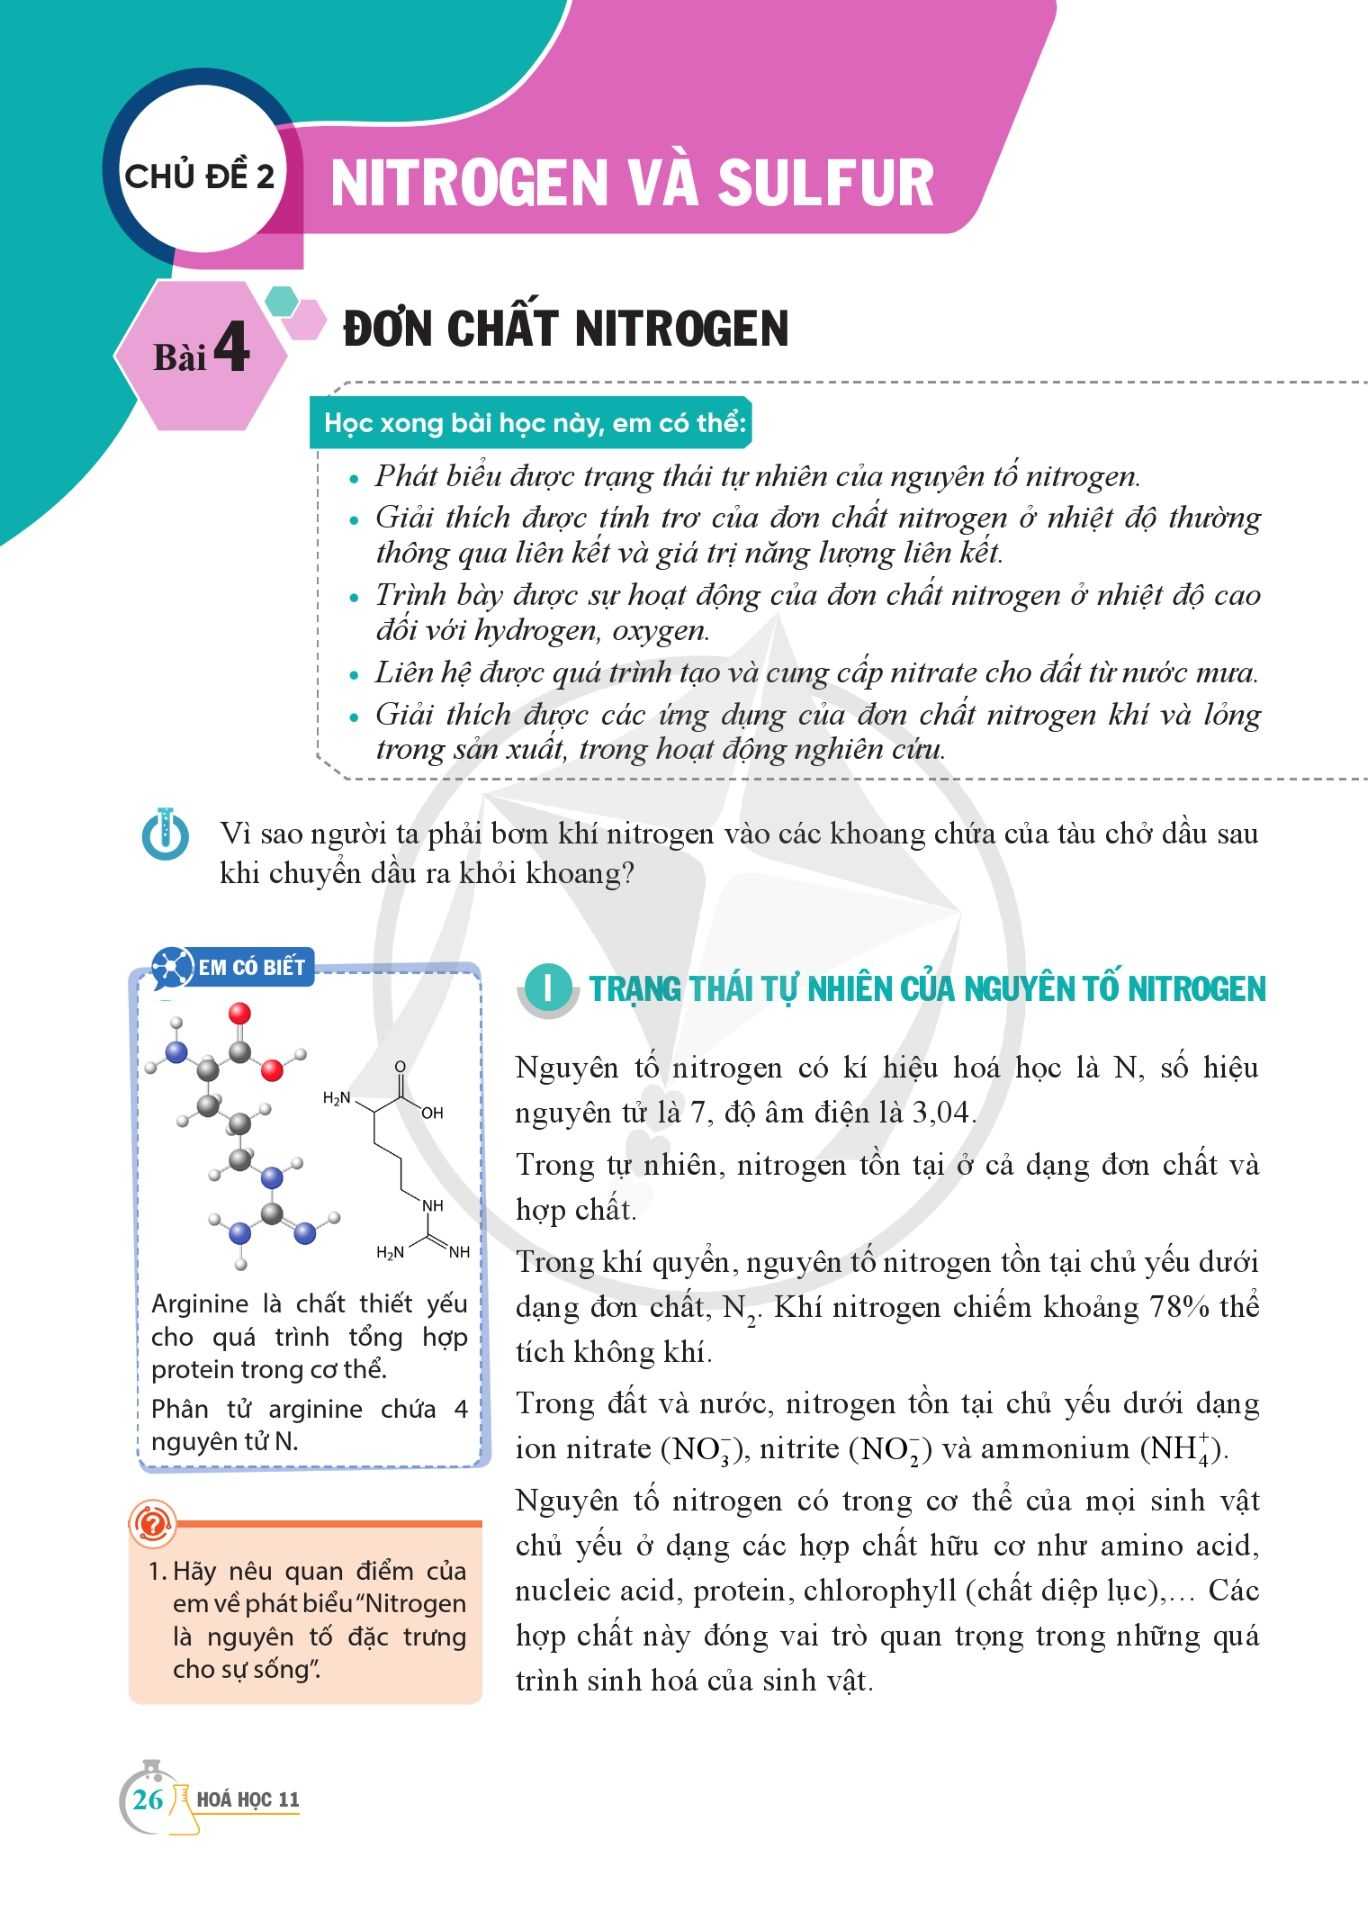 CHỦ ĐỀ 2
NITROGEN VÀ SULFUR
Bài 4
ĐƠN CHẤT NITROGEN
Học xong bài học này, em có thể:
• Phát biểu được trạng thái tự nhiên của nguyên tố nitrogen.
• Giải thích được tính trơ của đơn chất nitrogen ở nhiệt độ thường
thông qua liên kết và giá trị năng lượng liên kết.
• Trình bày được sự hoạt động của đơn chất nitrogen ở nhiệt độ cao
đối với hydrogen, oxygen.
• Liên hệ được quá trình tạo và cung cấp nitrate cho đất từ nước mưa.
• Giải thích được các ứng dụng của đơn chất nitrogen khí và lỏng
trong sản xuất, trong hoạt động nghiên cứu.
Vì sao người ta phải bơm khí nitrogen vào các khoang chứa của tàu chở dầu sau
khi chuyển dầu ra khỏi khoang?
EM CÓ BIẾT
O
H₂N
OH
NH
H₂N
NH
Arginine là chất thiết yếu
cho quá trình tổng hợp
protein trong cơ thể.
Phân tử arginine chứa 4
nguyên tử N.
?
1. Hãy nêu quan điểm của
em về phát biểu “Nitrogen
là nguyên tố đặc trưng
cho sự sống”.
I TRẠNG THÁI TỰ NHIÊN CỦA NGUYÊN TỐ NITROGEN
Nguyên tố nitrogen có kí hiệu hoá học là N, số hiệu
nguyên tử là 7, độ âm điện là 3,04.
Trong tự nhiên, nitrogen tồn tại ở cả dạng đơn chất và
hợp chất.
Trong khí quyển, nguyên tố nitrogen tồn tại chủ yếu dưới
dạng đơn chất, N₂. Khí nitrogen chiếm khoảng 78% thể
tích không khí.
Trong đất và nước, nitrogen tồn tại chủ yếu dưới dạng
ion nitrate (NO₃⁻), nitrite (NO₂⁻) và ammonium (NH₄⁺).
Nguyên tố nitrogen có trong cơ thể của mọi sinh vật
chủ yếu ở dạng các hợp chất hữu cơ như amino acid,
nucleic acid, protein, chlorophyll (chất diệp lục),... Các
hợp chất này đóng vai trò quan trọng trong những quá
trình sinh hoá của sinh vật.
26 HOÁ HỌC 11